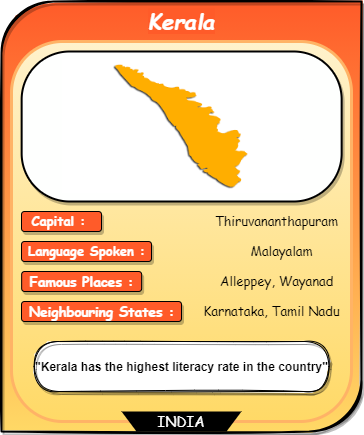 Kerala
Capital : Thiruvananthapuram
Language Spoken : Malayalam
Famous Places : Alleppey, Wayanad
Neighbouring States : Karnataka, Tamil Nadu
"Kerala has the highest literacy rate in the country"
INDIA